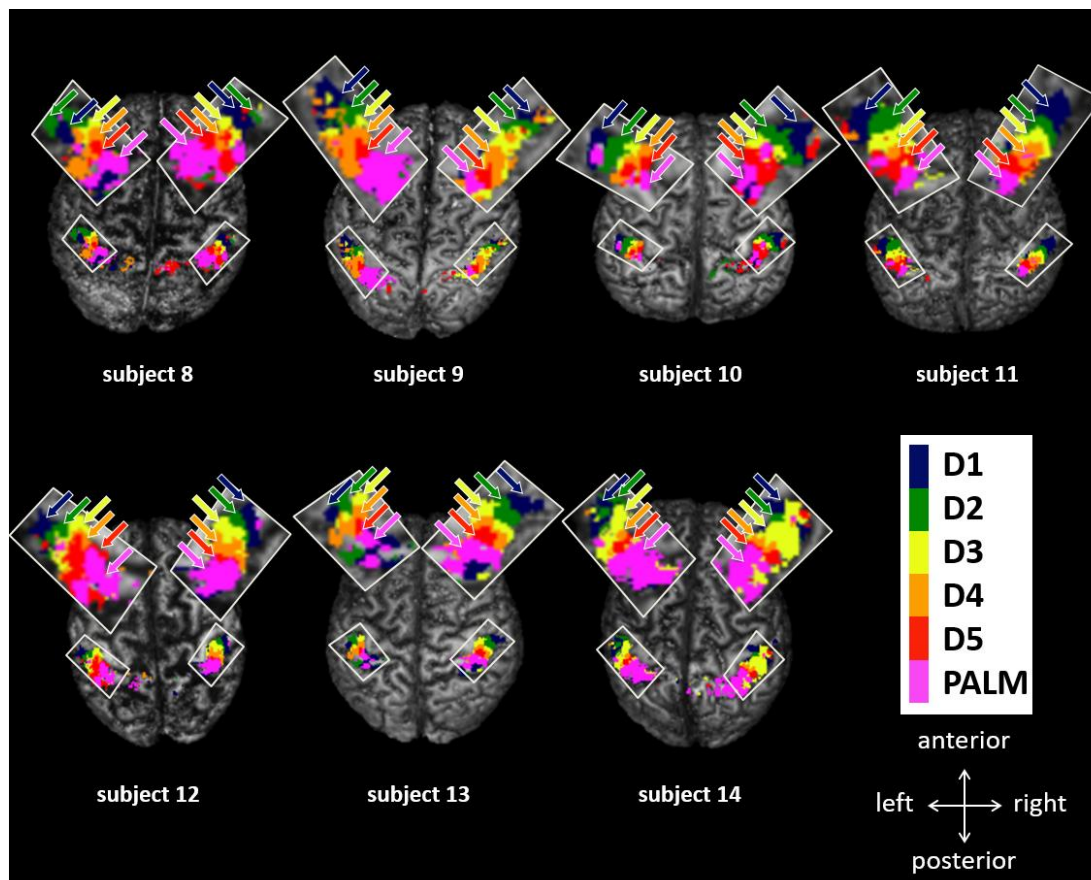 subject 8
subject 9
subject 10
subject 11
D1
D2
D3
D4
D5
PALM
subject 12
subject 13
subject 14
anterior
left
right
posterior